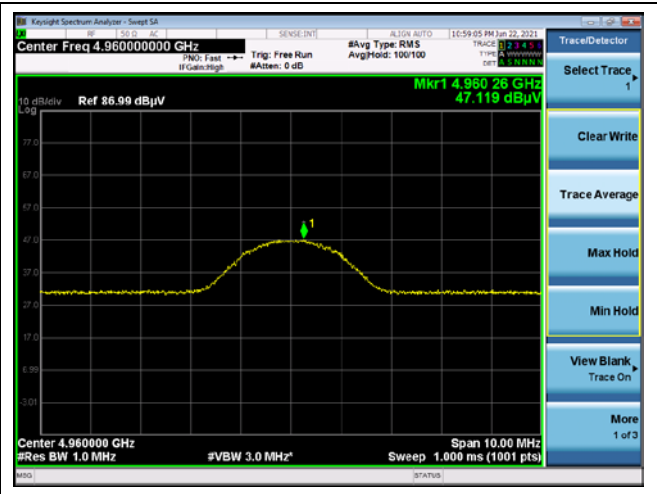 Keysight Spectrum Analyzer - Swept SA
RF 50 Ω AC SENSE:INT ALIGN AUTO 10:59:05 PM Jun 22, 2021
Center Freq 4.960000000 GHz
PNO: Fast
IFGain:High
Trig: Free Run
#Atten: 0 dB
#Avg Type: RMS
Avg|Hold: 100/100
TRACE 1 2 3 4 5 6
TYPE A WWWWW
DET A S N N N N
Mkr1 4.960 26 GHz
47.119 dBµV
10 dB/div Ref 86.99 dBµV
Log
77.0
67.0
57.0
47.0
37.0
27.0
17.0
6.99
-3.01
1
Center 4.960000 GHz
Span 10.00 MHz
#Res BW 1.0 MHz
#VBW 3.0 MHz*
Sweep 1.000 ms (1001 pts)
MSG
STATUS
Trace/Detector
Select Trace
1
Clear Write
Trace Average
Max Hold
Min Hold
View Blank
Trace On
More
1 of 3